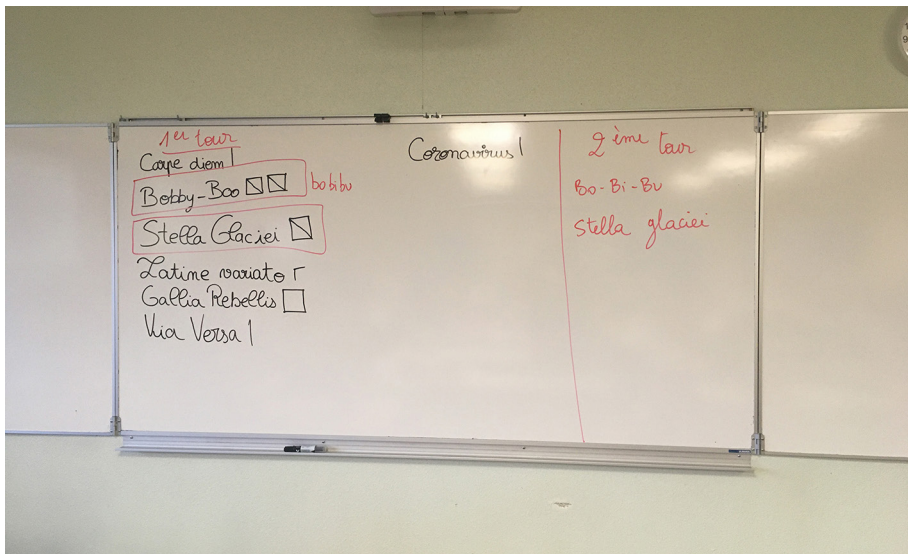 1er tour
Carpe diem
Bobby-Boo
bobibu
Stella Glaciei
Latine variato
Gallia Rebellis
Via Versa
Coronavirus
2ème tour
Bo-Bi-Bu
Stella glaciei